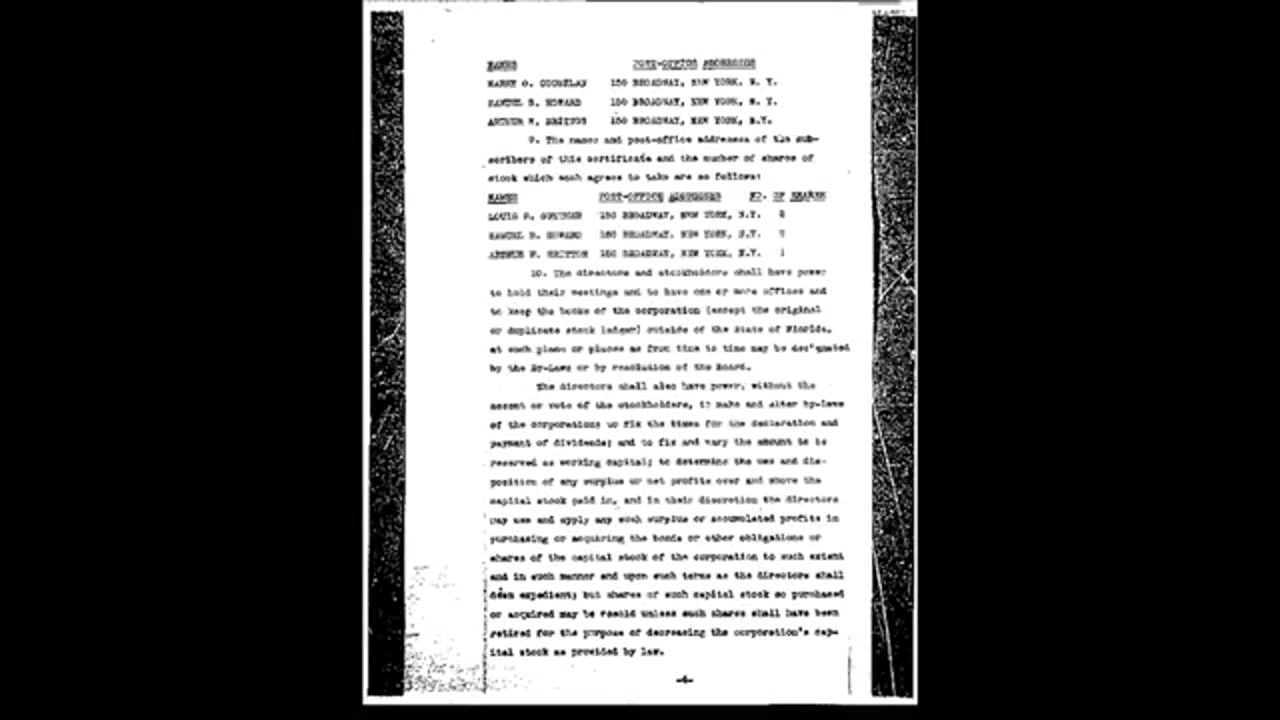 NAMES POST-OFFICE ADDRESSES
HARRY O. 150 BROADWAY, NEW YORK, N. Y.
SAMUEL B. HOWARD 150 BROADWAY, NEW YORK, N. Y.
ARTHUR W. BRITTON 150 BROADWAY, NEW YORK, N.Y.
9. The names and post-office addresses of the sub-
scribers of this certificate and the number of shares of
stock which each agrees to take are as follows:
NAMES POST-OFFICE ADDRESSES NO. OF SHARES
LOUIS 150 BROADWAY, NEW YORK, N.Y.
SAMUEL B. HOWARD 150 BROADWAY, NEW YORK, N.Y.
ARTHUR W. BRITTON 150 BROADWAY, NEW YORK, N.Y. 1
10. The directors and stockholders shall have power
to hold their meetings and to have one or more offices and
to keep the books of the corporation (except the original
or duplicate stock ledger) outside of the State of Florida,
at such place or places as from time to time may be designated
by the By-Laws or by resolution of the Board.
The directors shall also have power, without the
assent or vote of the stockholders, to make and alter by-laws
of the corporation; to fix the times for the declaration and
payment of dividends; and to fix and vary the amount to be
reserved as working capital; to determine the use and dis-
position of any surplus or net profits over and above the
capital stock paid in, and in their discretion the directors
may use and apply any such surplus or accumulated profits in
purchasing or acquiring the bonds or other obligations or
shares of the capital stock of the corporation to such extent
and in such manner and upon such terms as the directors shall
deem expedient; but shares of such capital stock so purchased
or acquired may be resold unless such shares shall have been
retired for the purpose of decreasing the corporation's cap-
ital stock as provided by law.
-4-